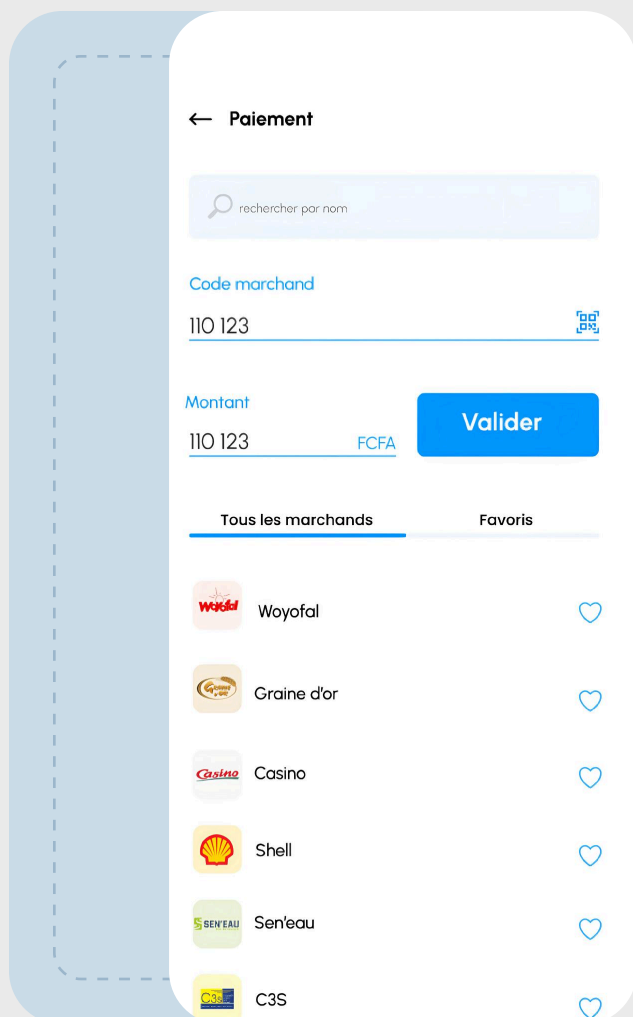 Paiement
rechercher par nom
Code marchand
110 123
Montant
110 123 FCFA
Valider
Tous les marchands Favoris
Woyofal
Woyofal
Graine d'or
Casino
Casino
Shell
SEN'EAU
Sen'eau
C3S
C3S